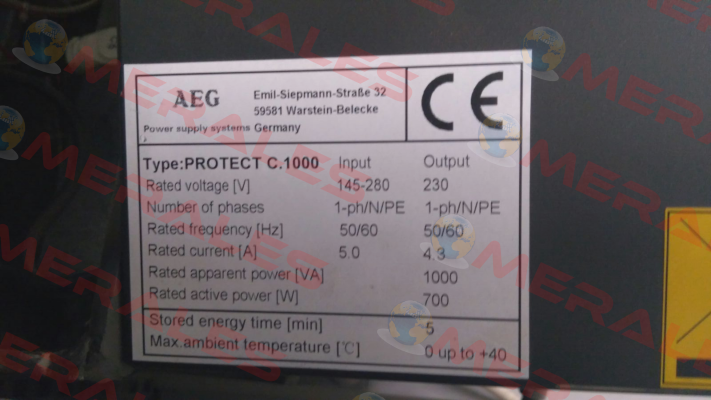 AEG
Emil-Siepmann-Straße 32
59581 Warstein-Belecke
Power supply systems Germany
CE
Type:PROTECT C.1000 Input Output
Rated voltage [V] 145-280 230
Number of phases 1-ph/N/PE 1-ph/N/PE
Rated frequency [Hz] 50/60 50/60
Rated current [A] 5.0 4.3
Rated apparent power [VA] 1000
Rated active power [W] 700
Stored energy time [min] 5
Max.ambient temperature [℃] 0 up to +40
MERALES
MERALES
MERALES
MERALES